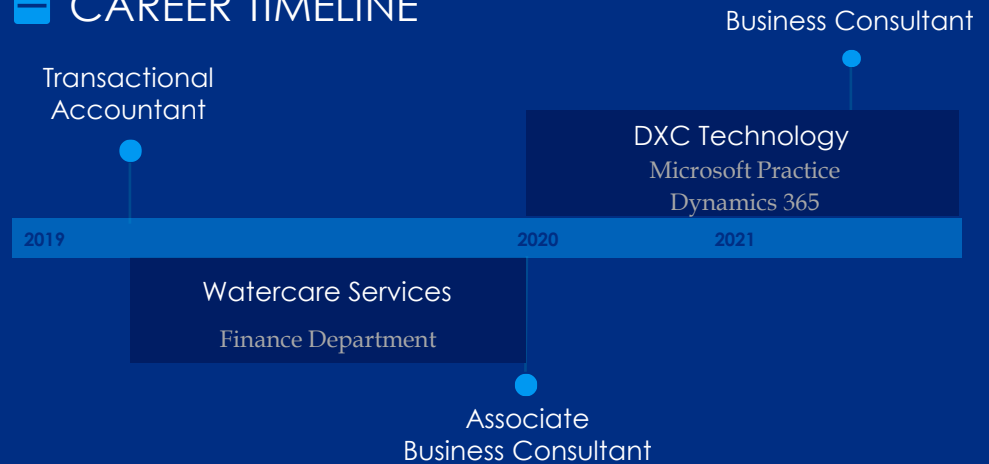 CAREER TIMELINE
Business Consultant
Transactional
Accountant
DXC Technology
Microsoft Practice
Dynamics 365
2019
2020
2021
Watercare Services
Finance Department
Associate
Business Consultant